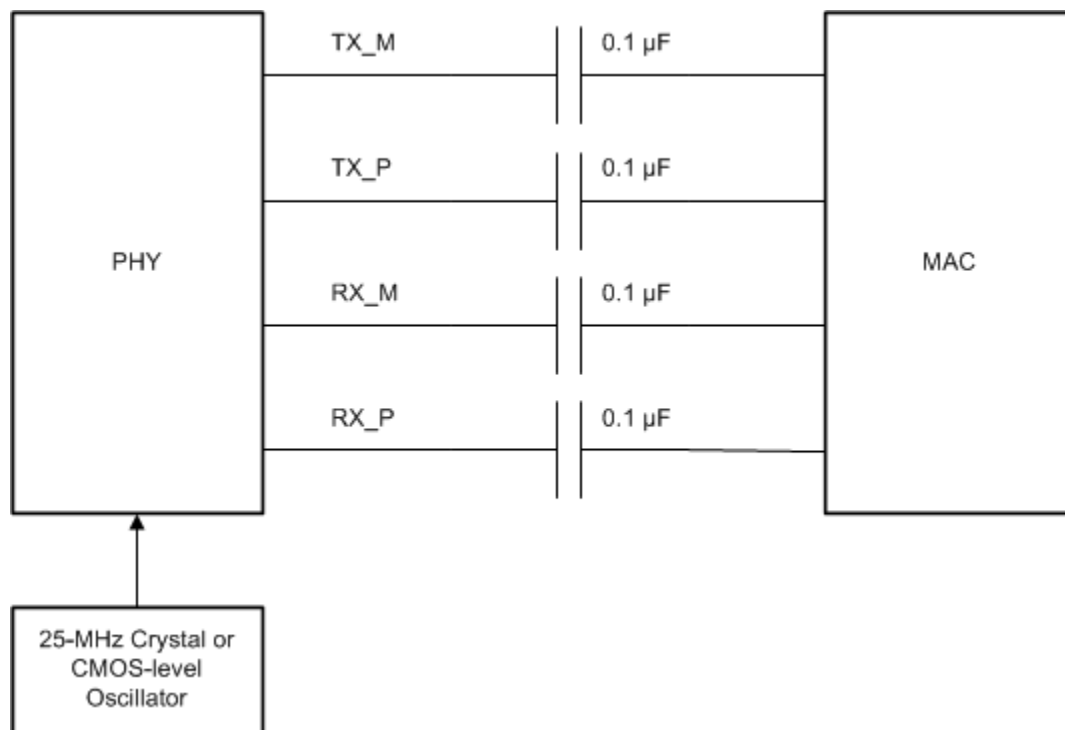 TX_M
0.1 µF
TX_P
0.1 µF
PHY
MAC
RX_M
0.1 µF
RX_P
0.1 µF
25-MHz Crystal or
CMOS-level
Oscillator